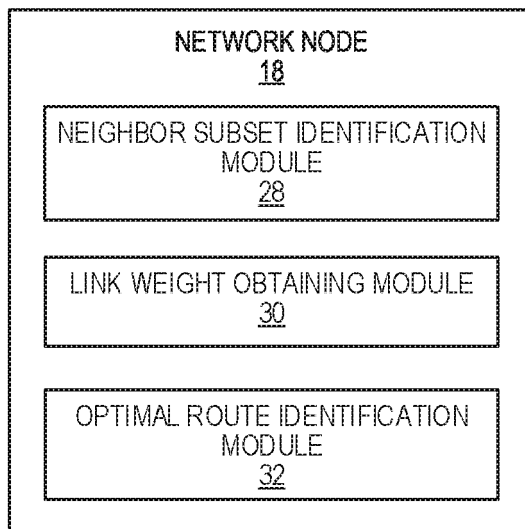 NETWORK NODE
18
NEIGHBOR SUBSET IDENTIFICATION
MODULE
28
LINK WEIGHT OBTAINING MODULE
30
OPTIMAL ROUTE IDENTIFICATION
MODULE
32